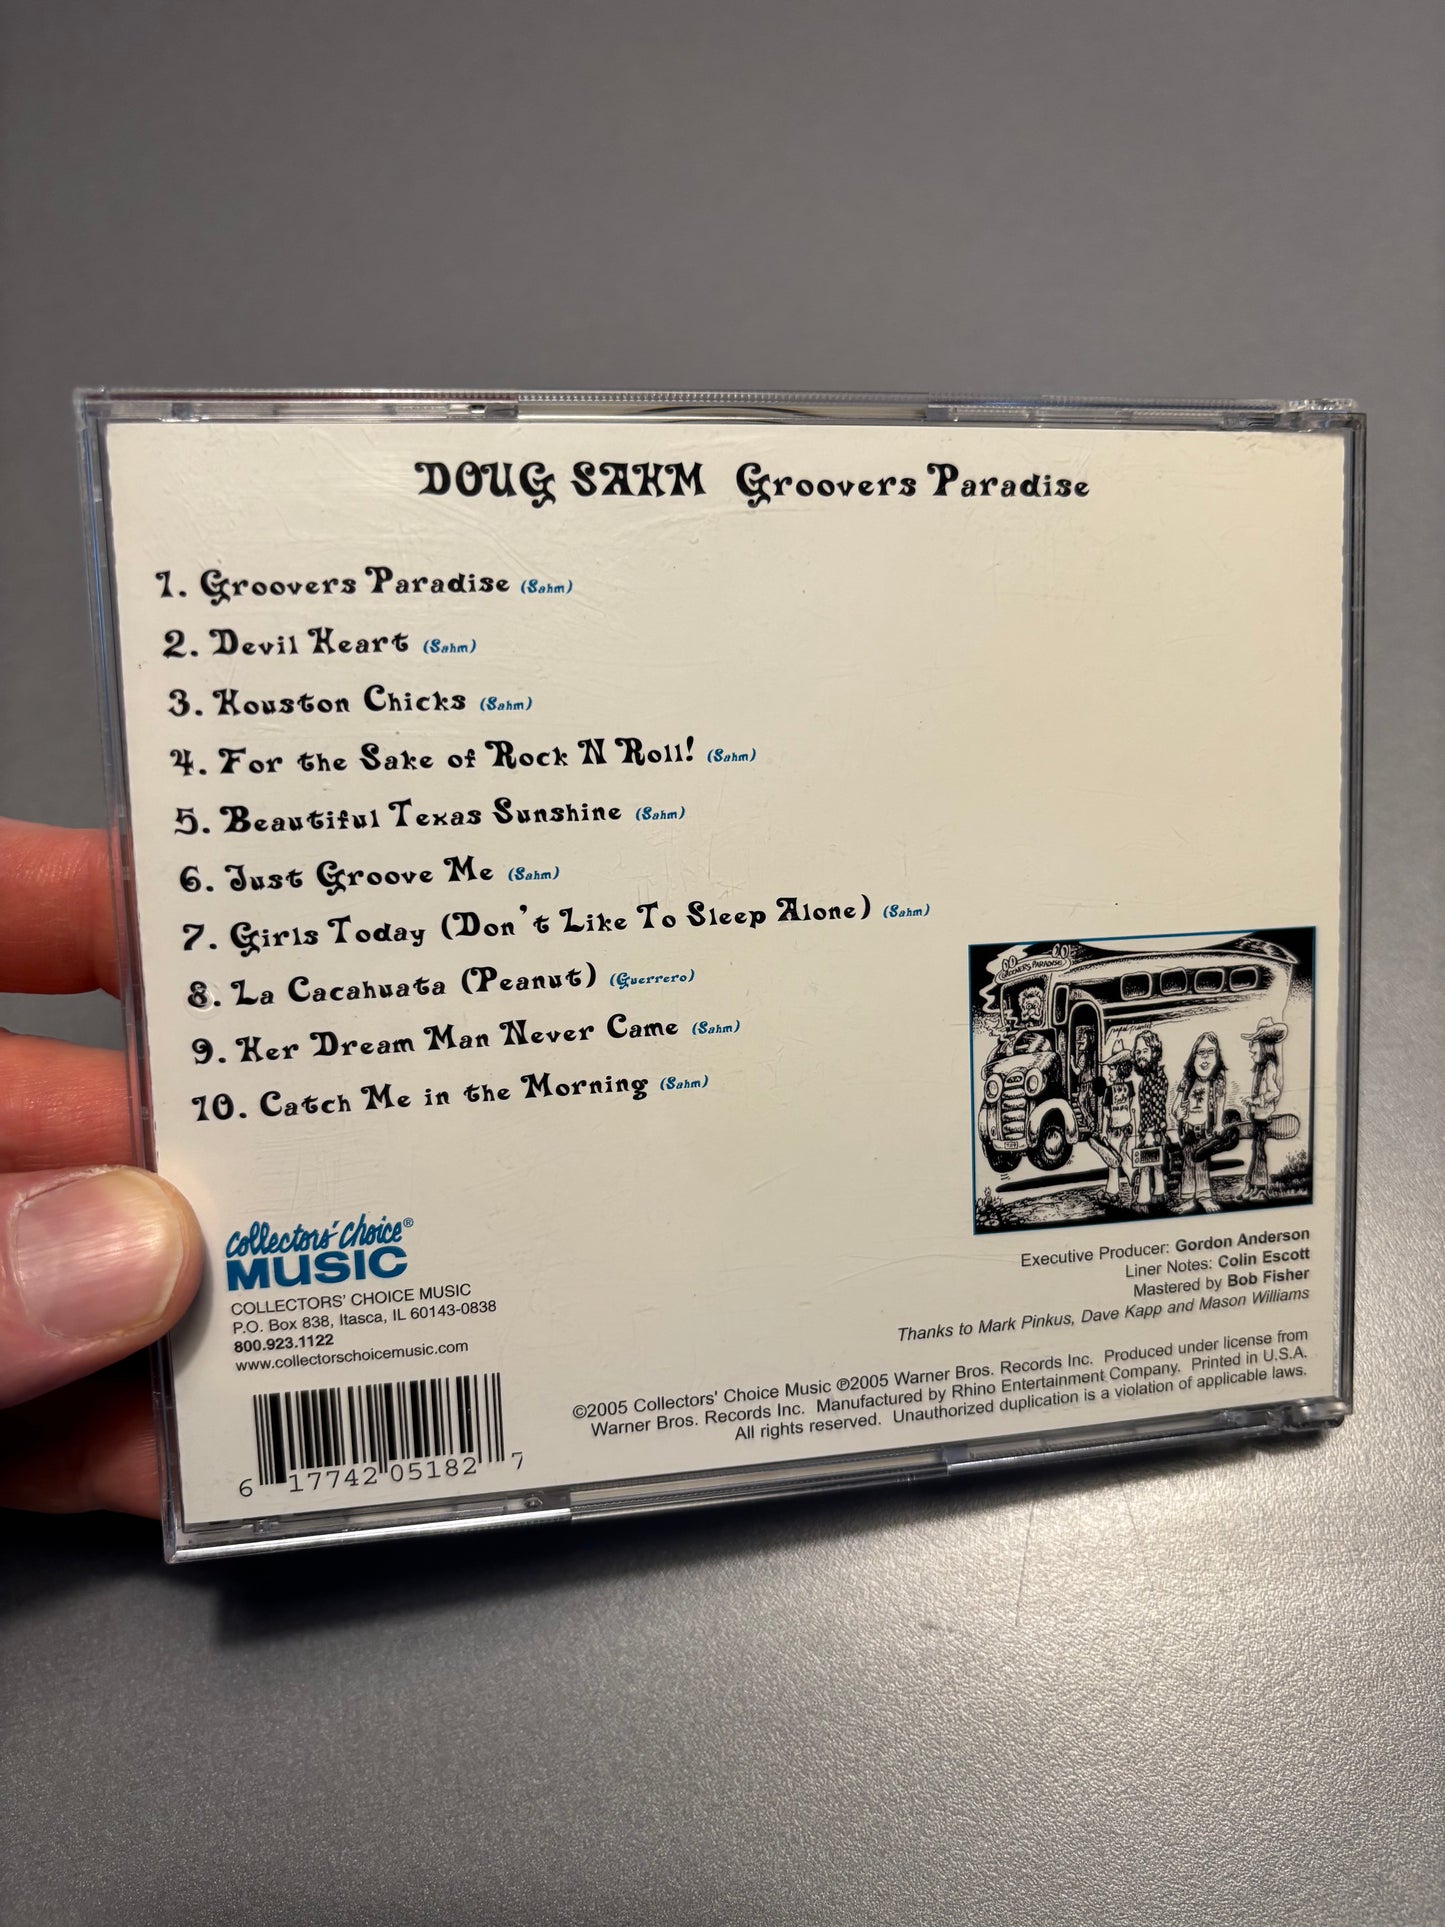 DOUG SAHM Groovers Paradise
1. Groovers Paradise (Sahm)
2. Devil Heart (Sahm)
3. Houston Chicks (Sahm)
4. For the Sake of Rock N Roll! (Sahm)
5. Beautiful Texas Sunshine (Sahm)
6. Just Groove Me (Sahm)
7. Girls Today (Don't Like To Sleep Alone) (Sahm)
8. La Cacahuata (Peanut) (Guerrero)
9. Her Dream Man Never Came (Sahm)
10. Catch Me in the Morning (Sahm)
GROOVERS PARADISE
Executive Producer: Gordon Anderson
Liner Notes: Colin Escott
Mastered by Bob Fisher
Thanks to Mark Pinkus, Dave Kapp and Mason Williams
collectors' choice®
MUSIC
COLLECTORS' CHOICE MUSIC
P.O. Box 838, Itasca, IL 60143-0838
800.923.1122
www.collectorschoicemusic.com
6 17742 05182 7
©2005 Collectors' Choice Music ℗2005 Warner Bros. Records Inc. Produced under license from
Warner Bros. Records Inc. Manufactured by Rhino Entertainment Company. Printed in U.S.A.
All rights reserved. Unauthorized duplication is a violation of applicable laws.